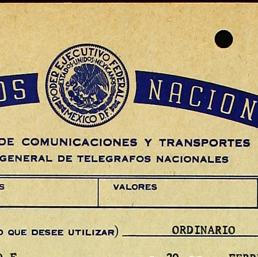 OS NACION
PODER EJECUTIVO FEDERAL
ESTADOS UNIDOS MEXICANOS
MEXICO D.F.
DE COMUNICACIONES Y TRANSPORTES
GENERAL DE TELEGRAFOS NACIONALES
S VALORES
O QUE DESEE UTILIZAR) ORDINARIO